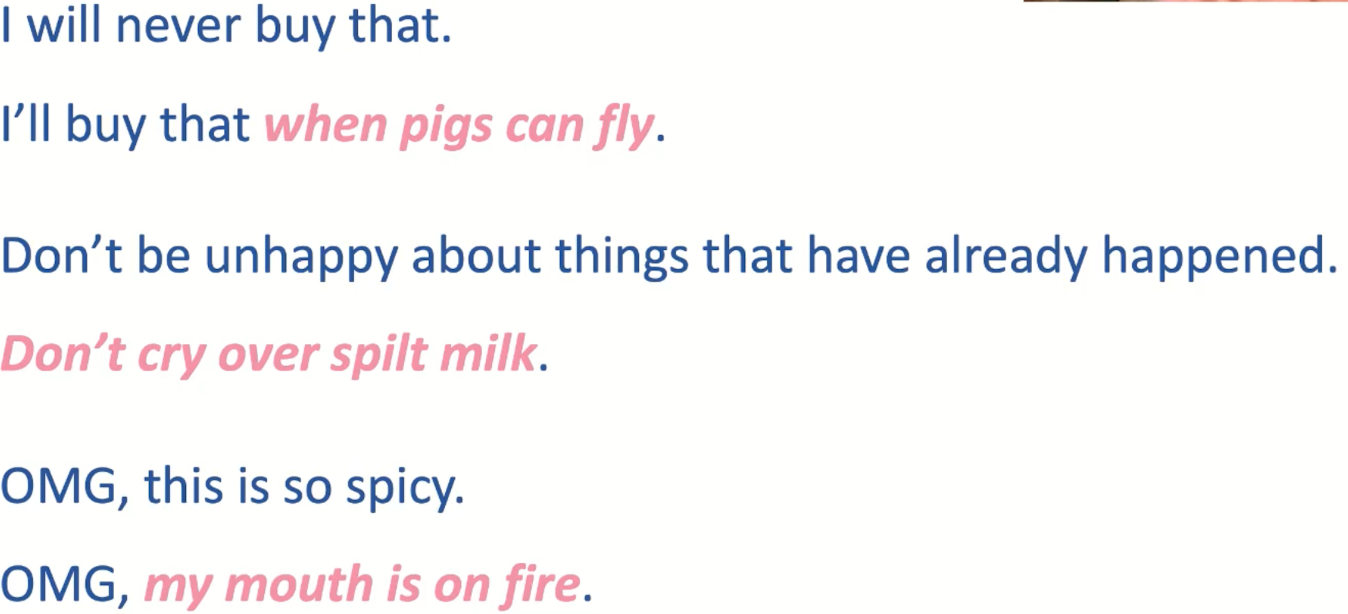 I will never buy that.
I’ll buy that when pigs can fly.
Don’t be unhappy about things that have already happened.
Don’t cry over spilt milk.
OMG, this is so spicy.
OMG, my mouth is on fire.